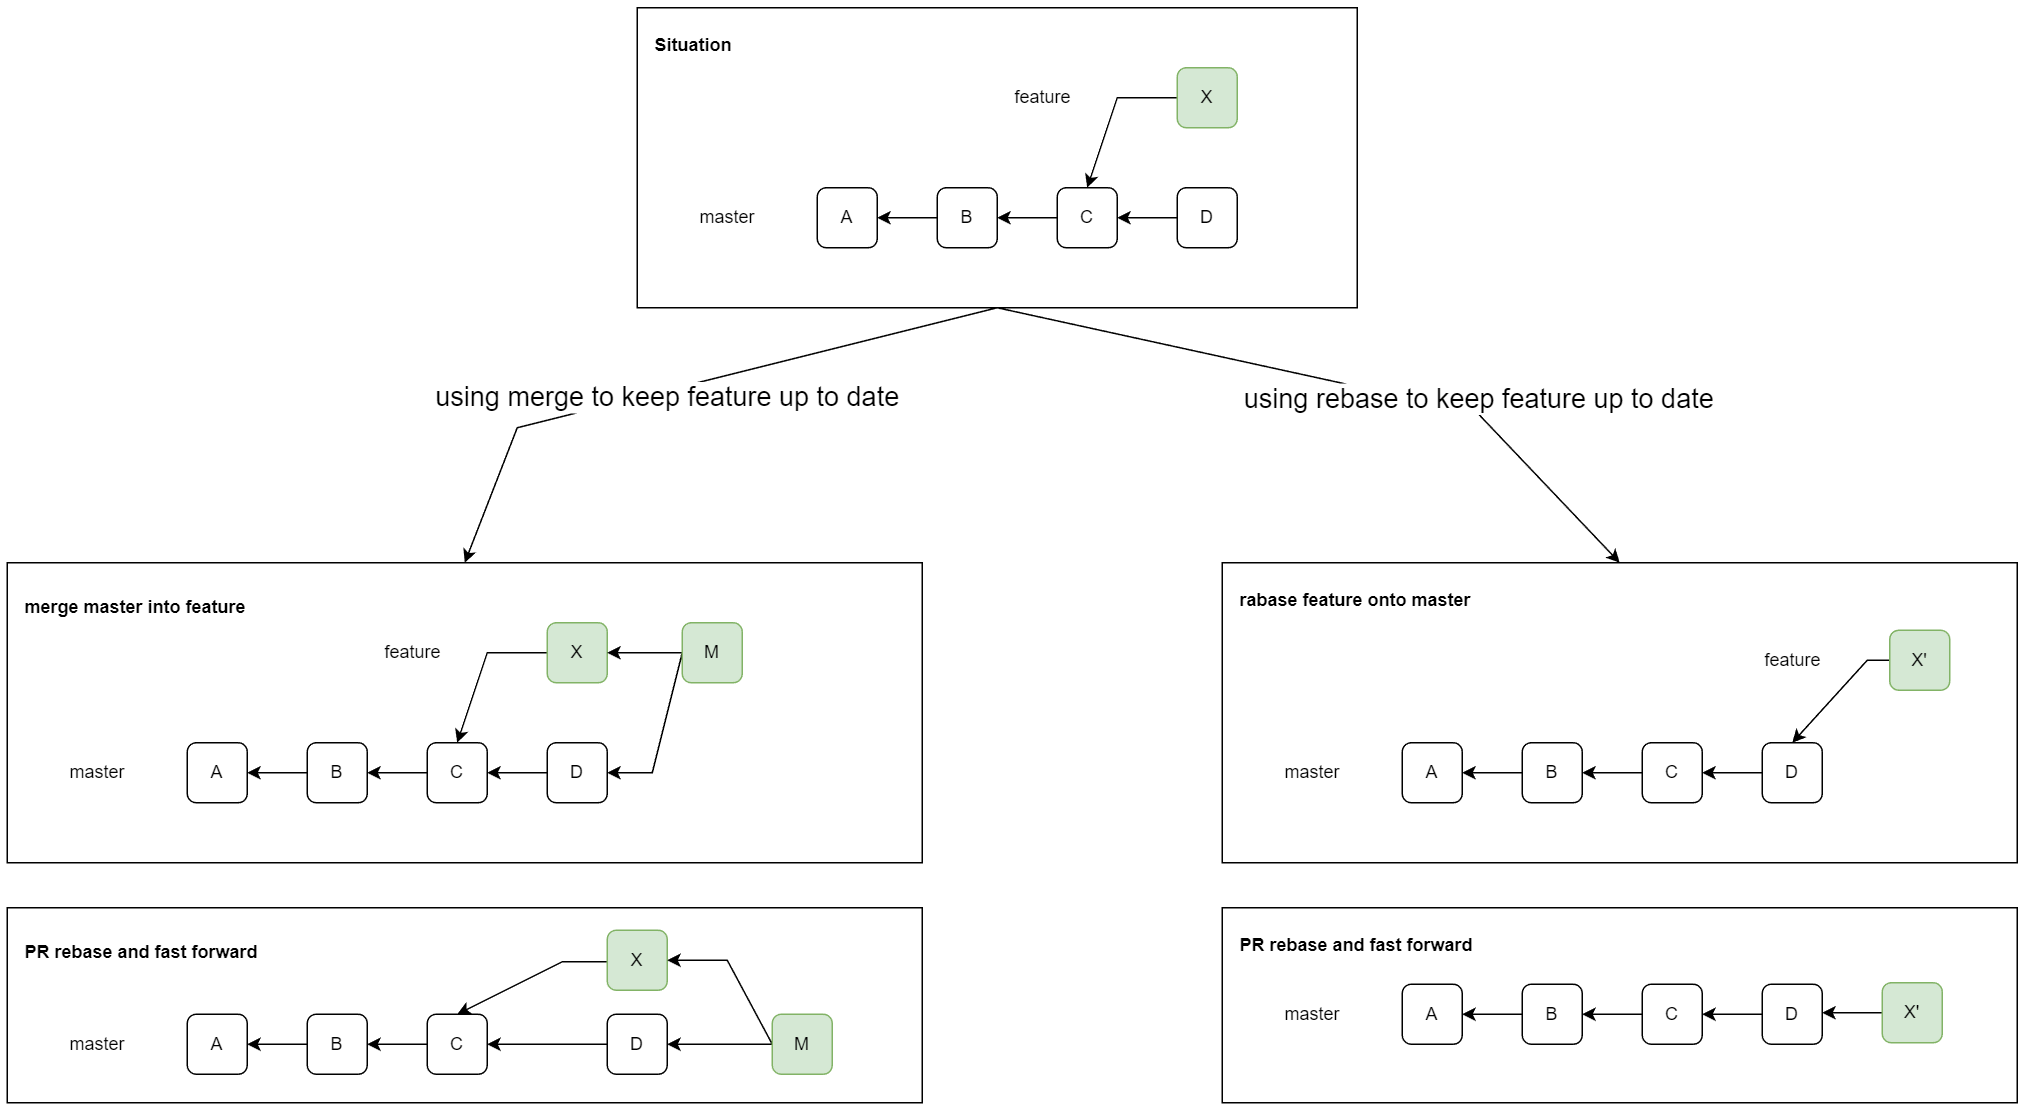 Situation
feature
X
master
A
B
C
D
using merge to keep feature up to date
using rebase to keep feature up to date
merge master into feature
feature
X
M
master
A
B
C
D
rabase feature onto master
feature
X'
master
A
B
C
D
PR rebase and fast forward
X
master
A
B
C
D
M
PR rebase and fast forward
master
A
B
C
D
X'